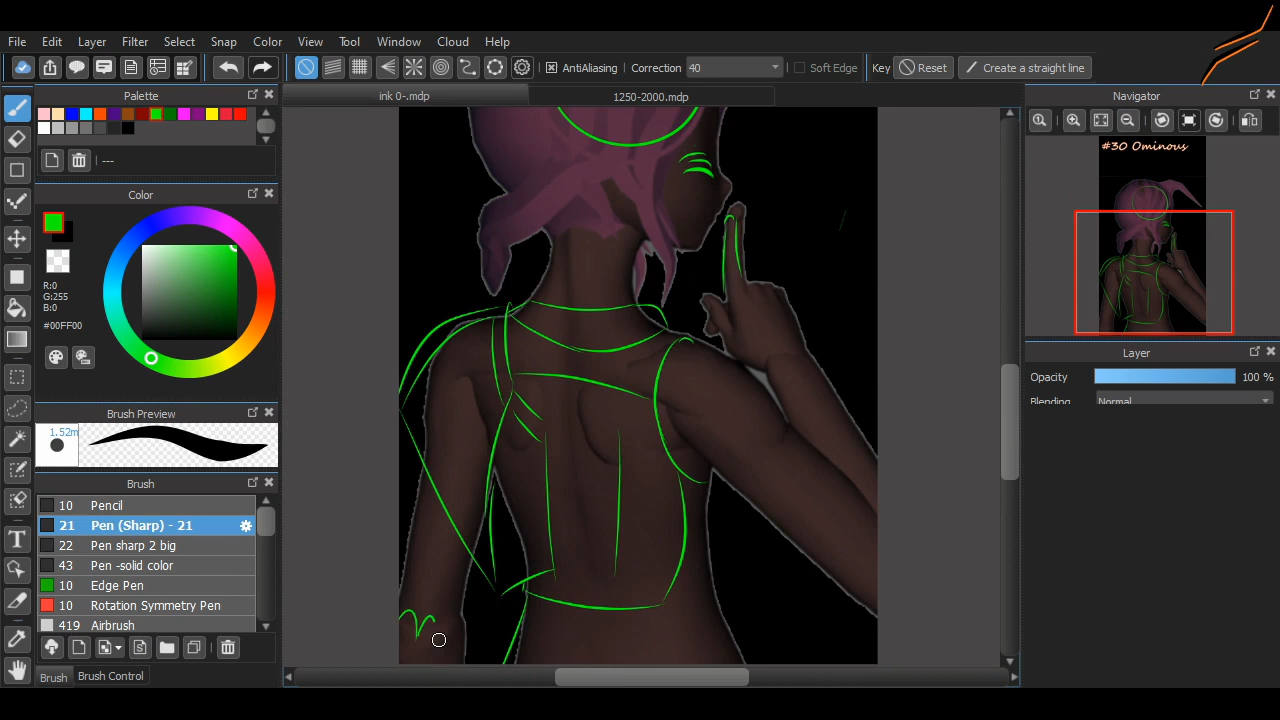 File Edit Layer Filter Select Snap Color View Tool Window Cloud Help
AntiAliasing Correction 40 Soft Edge Key Reset Create a straight line
Palette
ink 0-.mdp 1250-2000.mdp
Navigator
---
#30 Ominous
Color
R:0
G:255
B:0
#00FF00
Layer
Opacity 100 %
Blending Normal
Brush Preview
1.52m
Brush
10 Pencil
21 Pen (Sharp) - 21
22 Pen sharp 2 big
43 Pen -solid color
10 Edge Pen
10 Rotation Symmetry Pen
419 Airbrush
Brush Brush Control